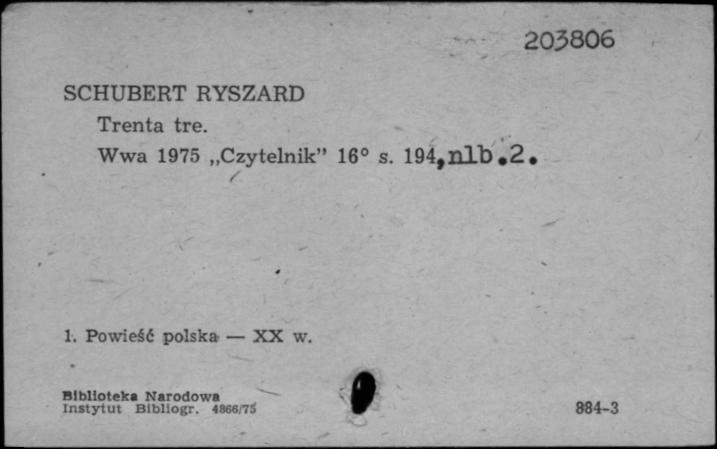 203806
SCHUBERT RYSZARD
Trenta tre.
Wwa 1975 „Czytelnik” 16° s. 194,nlb.2.
1. Powieść polska — XX w.
Biblioteka Narodowa
Instytut Bibliogr. 4866/75
884-3